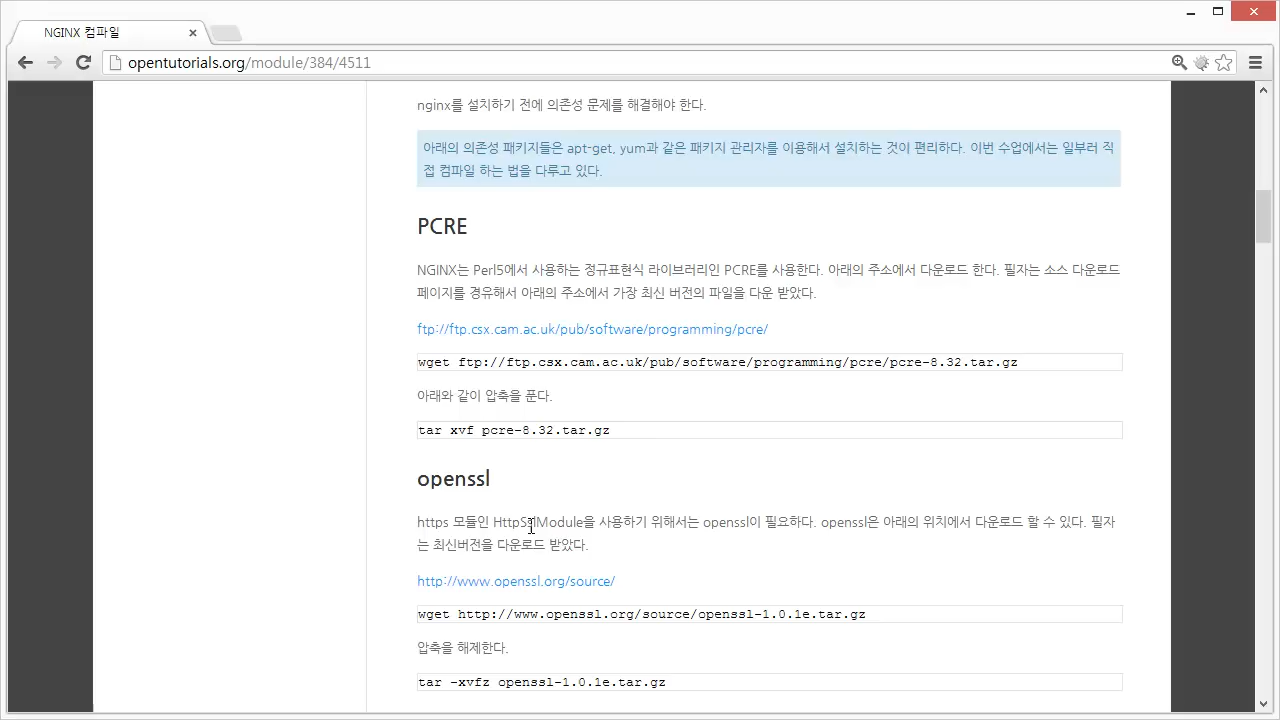 NGINX 컴파일
opentutorials.org/module/384/4511
nginx를 설치하기 전에 의존성 문제를 해결해야 한다.
아래의 의존성 패키지들은 apt-get, yum과 같은 패키지 관리자를 이용해서 설치하는 것이 편리하다. 이번 수업에서는 일부러 직
접 컴파일 하는 법을 다루고 있다.
PCRE
NGINX는 Perl5에서 사용하는 정규표현식 라이브러리인 PCRE를 사용한다. 아래의 주소에서 다운로드 한다. 필자는 소스 다운로드
페이지를 경유해서 아래의 주소에서 가장 최신 버전의 파일을 다운 받았다.
ftp://ftp.csx.cam.ac.uk/pub/software/programming/pcre/
wget ftp://ftp.csx.cam.ac.uk/pub/software/programming/pcre/pcre-8.32.tar.gz
아래와 같이 압축을 푼다.
tar xvf pcre-8.32.tar.gz
openssl
https 모듈인 HttpSslModule을 사용하기 위해서는 openssl이 필요하다. openssl은 아래의 위치에서 다운로드 할 수 있다. 필자
는 최신버전을 다운로드 받았다.
http://www.openssl.org/source/
wget http://www.openssl.org/source/openssl-1.0.1e.tar.gz
압축을 해제한다.
tar -xvfz openssl-1.0.1e.tar.gz